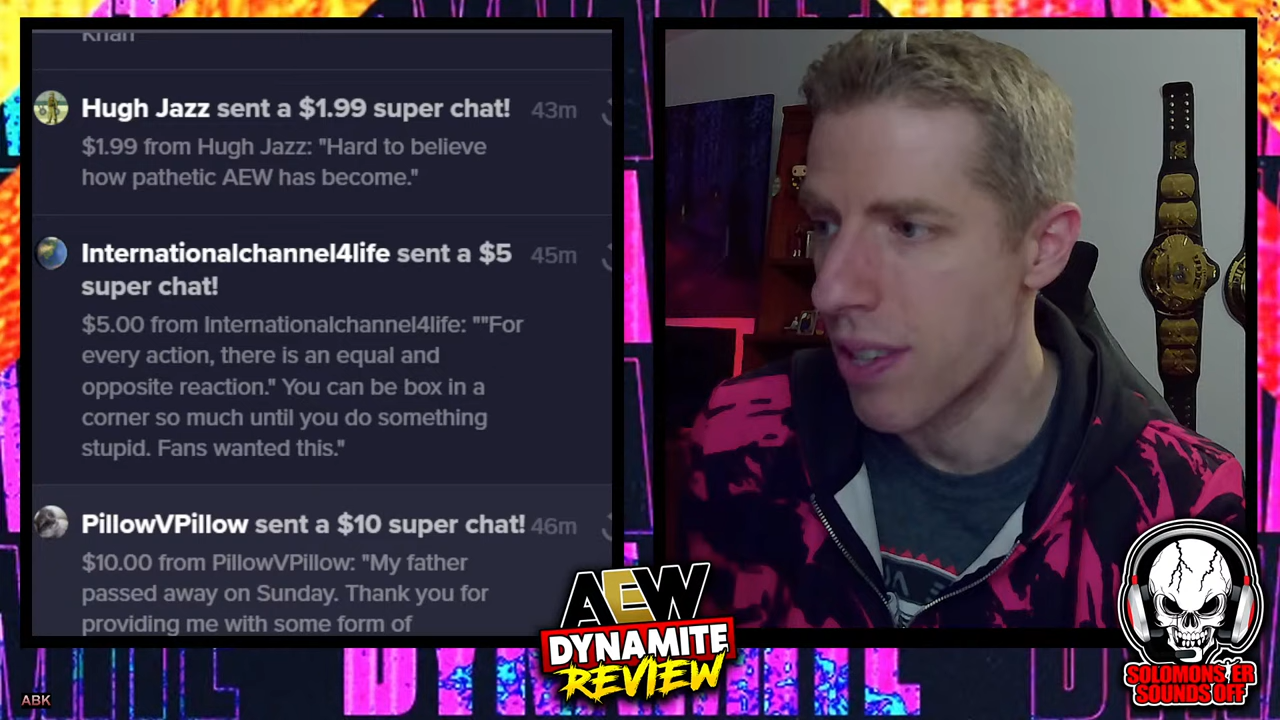 Khan
Hugh Jazz sent a $1.99 super chat! 43m
$1.99 from Hugh Jazz: "Hard to believe
how pathetic AEW has become."
Internationalchannel4life sent a $5 45m
super chat!
$5.00 from Internationalchannel4life: ""For
every action, there is an equal and
opposite reaction." You can be box in a
corner so much until you do something
stupid. Fans wanted this."
PillowVPillow sent a $10 super chat! 46m
$10.00 from PillowVPillow: "My father
passed away on Sunday. Thank you for
providing me with some form of
AEW
DYNAMITE
REVIEW
SOLOMONSTER
SOUNDS OFF
ABK